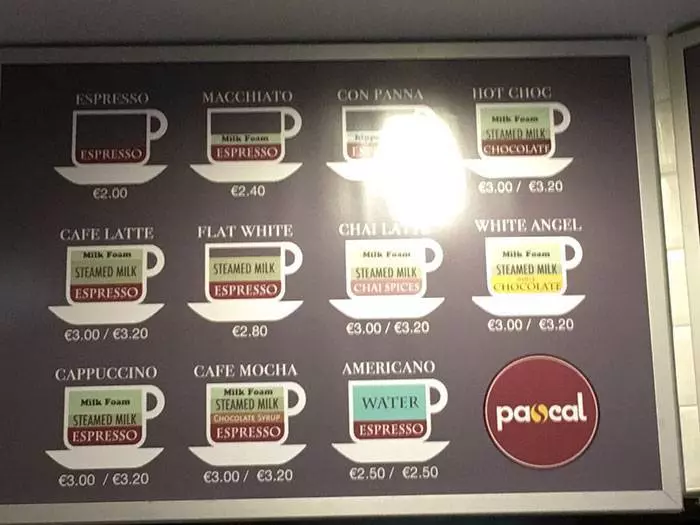 ESPRESSO
ESPRESSO
€2.00
MACCHIATO
Milk Foam
ESPRESSO
€2.40
CON PANNA
HOT CHOC
Milk Foam
STEAMED MILK
CHOCOLATE
€3.00 / €3.20
CAFE LATTE
Milk Foam
STEAMED MILK
ESPRESSO
€3.00 / €3.20
FLAT WHITE
STEAMED MILK
ESPRESSO
€2.80
CHAI LATTE
Milk Foam
STEAMED MILK
CHAI SPICES
€3.00 / €3.20
WHITE ANGEL
Milk Foam
STEAMED MILK
CHOCOLATE
€3.00 / €3.20
CAPPUCCINO
Milk Foam
STEAMED MILK
ESPRESSO
€3.00 / €3.20
CAFE MOCHA
Milk Foam
STEAMED MILK
CHOCOLATE SYRUP
ESPRESSO
€3.00 / €3.20
AMERICANO
WATER
ESPRESSO
€2.50 / €2.50
pascal